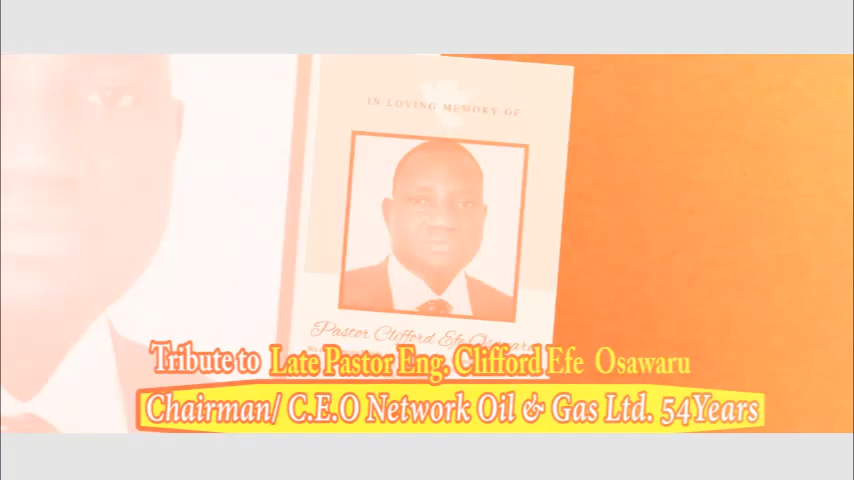 IN LOVING MEMORY OF
Pastor Clifford Efe Osawaru
Tribute to Late Pastor Eng. Clifford Efe Osawaru
Chairman/ C.E.O Network Oil & Gas Ltd. 54Years